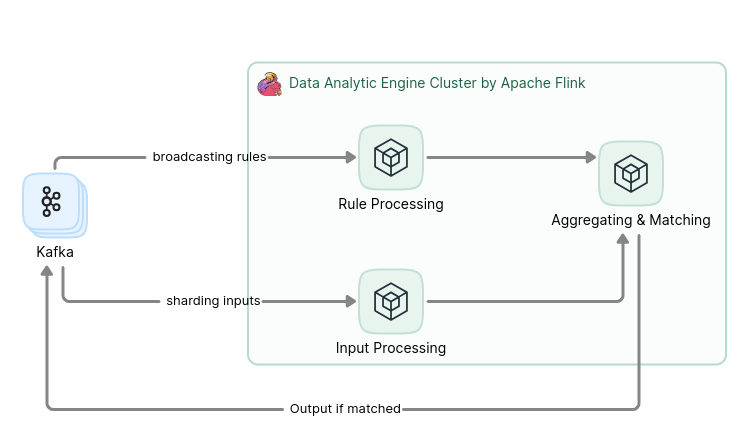 Data Analytic Engine Cluster by Apache Flink
broadcasting rules
Rule Processing
Aggregating & Matching
Kafka
sharding inputs
Input Processing
Output if matched